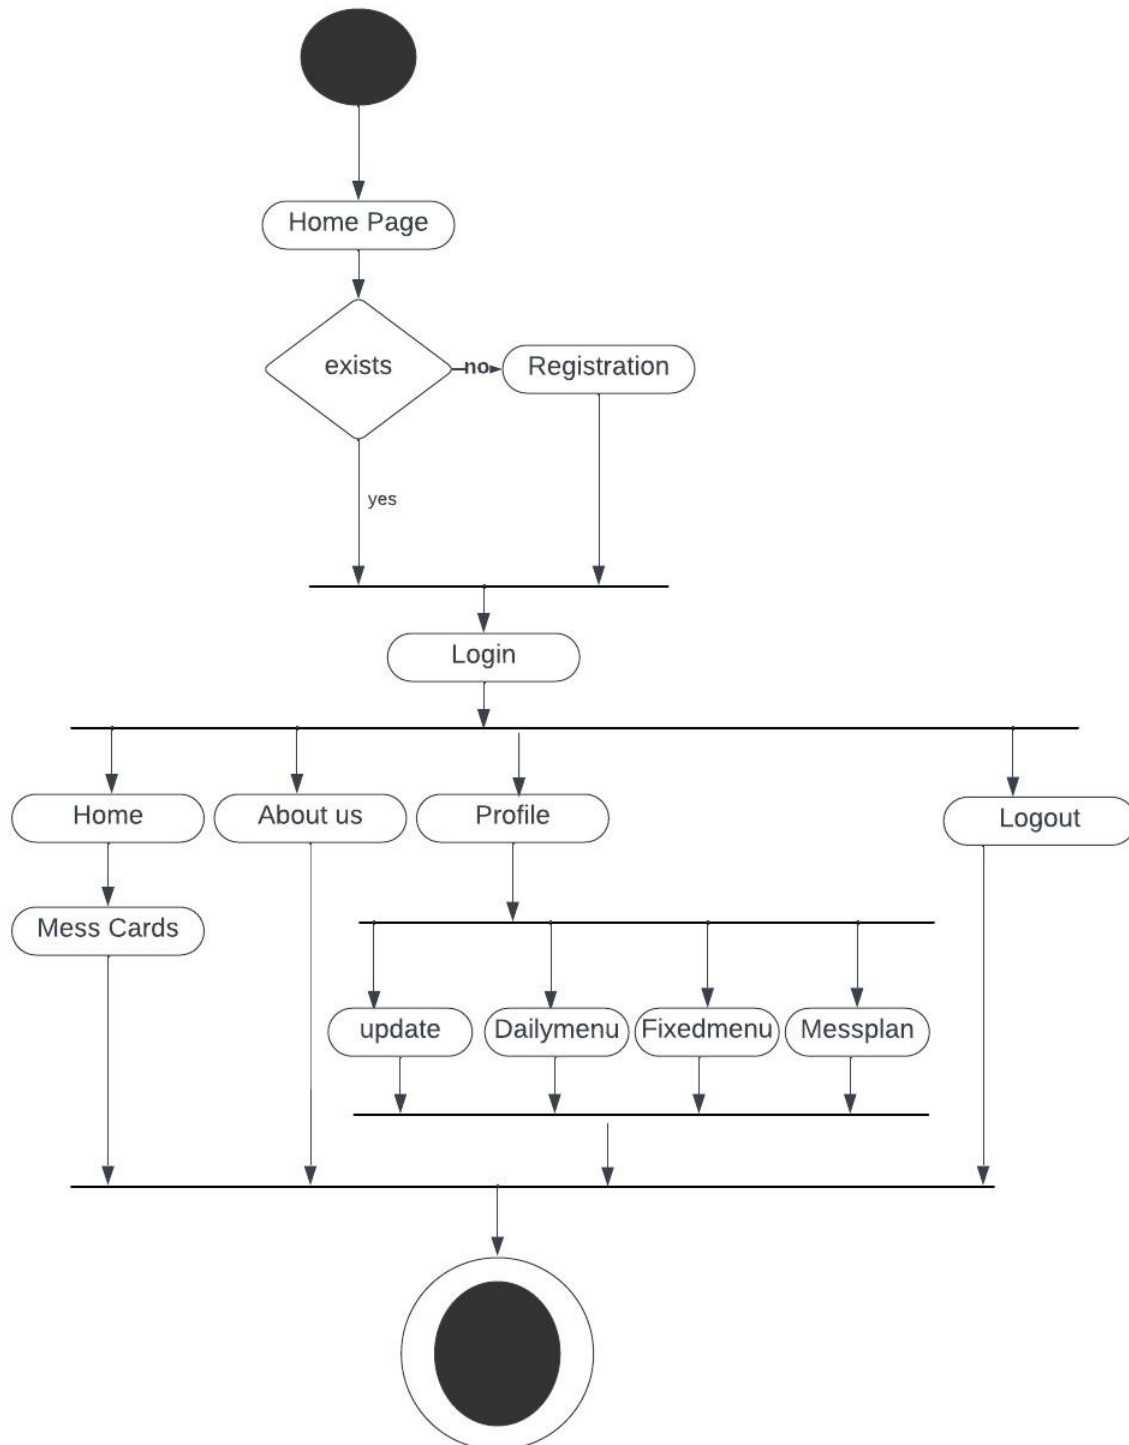 Home Page
exists
no
Registration
yes
Login
Home
About us
Profile
Logout
Mess Cards
update
Dailymenu
Fixedmenu
Messplan